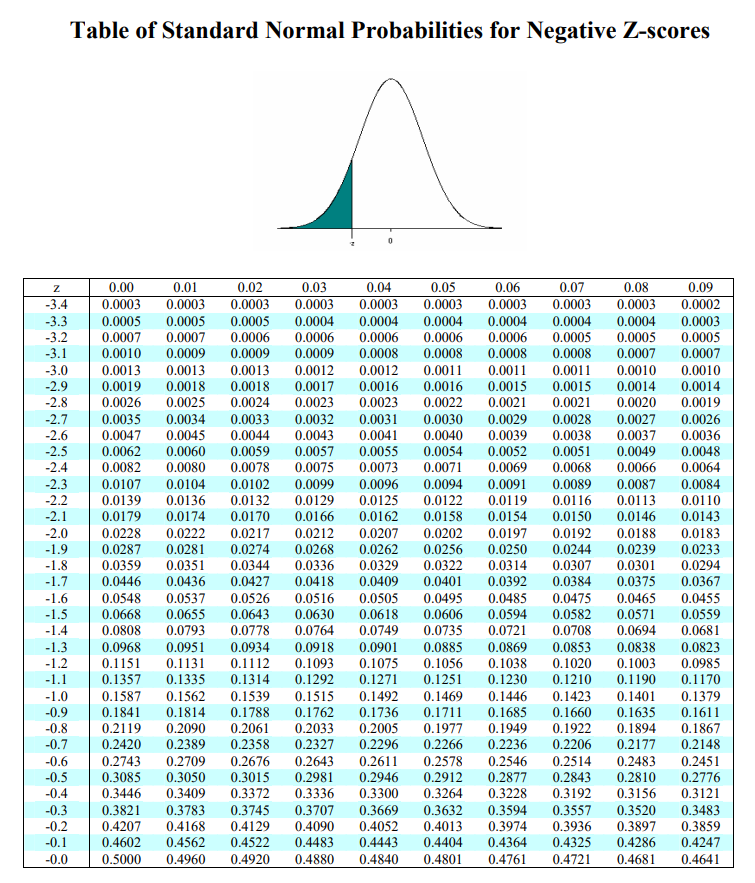 Table of Standard Normal Probabilities for Negative Z-scores
z 0
z 0.00 0.01 0.02 0.03 0.04 0.05 0.06 0.07 0.08 0.09
-3.4 0.0003 0.0003 0.0003 0.0003 0.0003 0.0003 0.0003 0.0003 0.0003 0.0002
-3.3 0.0005 0.0005 0.0005 0.0004 0.0004 0.0004 0.0004 0.0004 0.0004 0.0003
-3.2 0.0007 0.0007 0.0006 0.0006 0.0006 0.0006 0.0006 0.0005 0.0005 0.0005
-3.1 0.0010 0.0009 0.0009 0.0009 0.0008 0.0008 0.0008 0.0008 0.0007 0.0007
-3.0 0.0013 0.0013 0.0013 0.0012 0.0012 0.0011 0.0011 0.0011 0.0010 0.0010
-2.9 0.0019 0.0018 0.0018 0.0017 0.0016 0.0016 0.0015 0.0015 0.0014 0.0014
-2.8 0.0026 0.0025 0.0024 0.0023 0.0023 0.0022 0.0021 0.0021 0.0020 0.0019
-2.7 0.0035 0.0034 0.0033 0.0032 0.0031 0.0030 0.0029 0.0028 0.0027 0.0026
-2.6 0.0047 0.0045 0.0044 0.0043 0.0041 0.0040 0.0039 0.0038 0.0037 0.0036
-2.5 0.0062 0.0060 0.0059 0.0057 0.0055 0.0054 0.0052 0.0051 0.0049 0.0048
-2.4 0.0082 0.0080 0.0078 0.0075 0.0073 0.0071 0.0069 0.0068 0.0066 0.0064
-2.3 0.0107 0.0104 0.0102 0.0099 0.0096 0.0094 0.0091 0.0089 0.0087 0.0084
-2.2 0.0139 0.0136 0.0132 0.0129 0.0125 0.0122 0.0119 0.0116 0.0113 0.0110
-2.1 0.0179 0.0174 0.0170 0.0166 0.0162 0.0158 0.0154 0.0150 0.0146 0.0143
-2.0 0.0228 0.0222 0.0217 0.0212 0.0207 0.0202 0.0197 0.0192 0.0188 0.0183
-1.9 0.0287 0.0281 0.0274 0.0268 0.0262 0.0256 0.0250 0.0244 0.0239 0.0233
-1.8 0.0359 0.0351 0.0344 0.0336 0.0329 0.0322 0.0314 0.0307 0.0301 0.0294
-1.7 0.0446 0.0436 0.0427 0.0418 0.0409 0.0401 0.0392 0.0384 0.0375 0.0367
-1.6 0.0548 0.0537 0.0526 0.0516 0.0505 0.0495 0.0485 0.0475 0.0465 0.0455
-1.5 0.0668 0.0655 0.0643 0.0630 0.0618 0.0606 0.0594 0.0582 0.0571 0.0559
-1.4 0.0808 0.0793 0.0778 0.0764 0.0749 0.0735 0.0721 0.0708 0.0694 0.0681
-1.3 0.0968 0.0951 0.0934 0.0918 0.0901 0.0885 0.0869 0.0853 0.0838 0.0823
-1.2 0.1151 0.1131 0.1112 0.1093 0.1075 0.1056 0.1038 0.1020 0.1003 0.0985
-1.1 0.1357 0.1335 0.1314 0.1292 0.1271 0.1251 0.1230 0.1210 0.1190 0.1170
-1.0 0.1587 0.1562 0.1539 0.1515 0.1492 0.1469 0.1446 0.1423 0.1401 0.1379
-0.9 0.1841 0.1814 0.1788 0.1762 0.1736 0.1711 0.1685 0.1660 0.1635 0.1611
-0.8 0.2119 0.2090 0.2061 0.2033 0.2005 0.1977 0.1949 0.1922 0.1894 0.1867
-0.7 0.2420 0.2389 0.2358 0.2327 0.2296 0.2266 0.2236 0.2206 0.2177 0.2148
-0.6 0.2743 0.2709 0.2676 0.2643 0.2611 0.2578 0.2546 0.2514 0.2483 0.2451
-0.5 0.3085 0.3050 0.3015 0.2981 0.2946 0.2912 0.2877 0.2843 0.2810 0.2776
-0.4 0.3446 0.3409 0.3372 0.3336 0.3300 0.3264 0.3228 0.3192 0.3156 0.3121
-0.3 0.3821 0.3783 0.3745 0.3707 0.3669 0.3632 0.3594 0.3557 0.3520 0.3483
-0.2 0.4207 0.4168 0.4129 0.4090 0.4052 0.4013 0.3974 0.3936 0.3897 0.3859
-0.1 0.4602 0.4562 0.4522 0.4483 0.4443 0.4404 0.4364 0.4325 0.4286 0.4247
-0.0 0.5000 0.4960 0.4920 0.4880 0.4840 0.4801 0.4761 0.4721 0.4681 0.4641